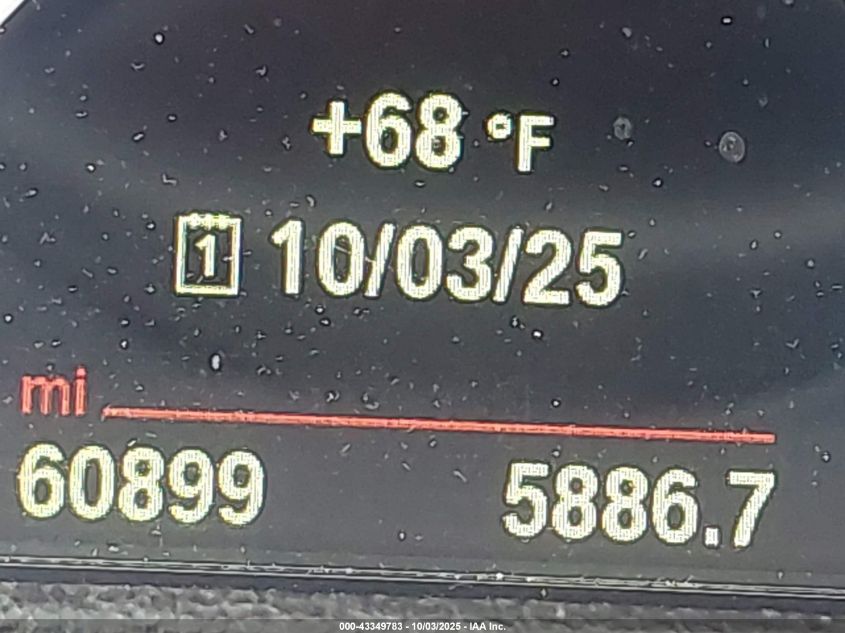 +68 °F
1 10/03/25
mi
60899 5886.7
000-43349783 - 10/03/2025 - IAA Inc.